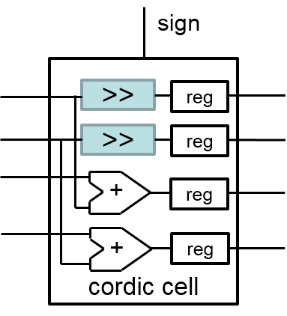 sign
>> reg
>> reg
+ reg
+ reg
cordic cell